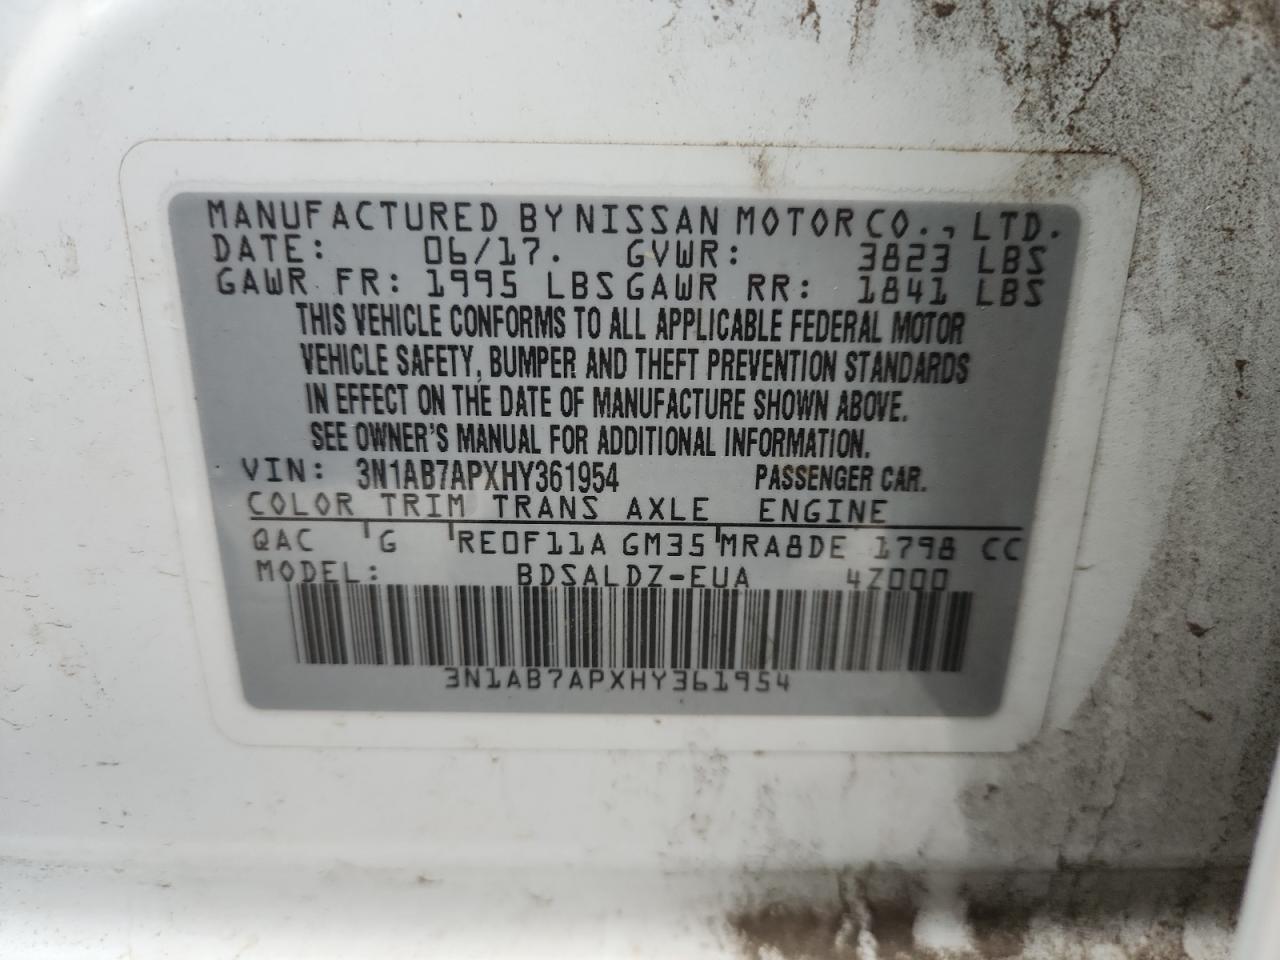 MANUFACTURED BY NISSAN MOTOR CO., LTD.
DATE: 06/17. GVWR: 3823 LBS
GAWR FR: 1995 LBS GAWR RR: 1841 LBS
THIS VEHICLE CONFORMS TO ALL APPLICABLE FEDERAL MOTOR
VEHICLE SAFETY, BUMPER AND THEFT PREVENTION STANDARDS
IN EFFECT ON THE DATE OF MANUFACTURE SHOWN ABOVE.
SEE OWNER'S MANUAL FOR ADDITIONAL INFORMATION.
VIN: 3N1AB7APXHY361954 PASSENGER CAR.
COLOR TRIM TRANS AXLE ENGINE
QAC G RE0F11A GM35 MRA8DE 1798 CC
MODEL: BDSALDZ-EUA 4Z000
3N1AB7APXHY361954